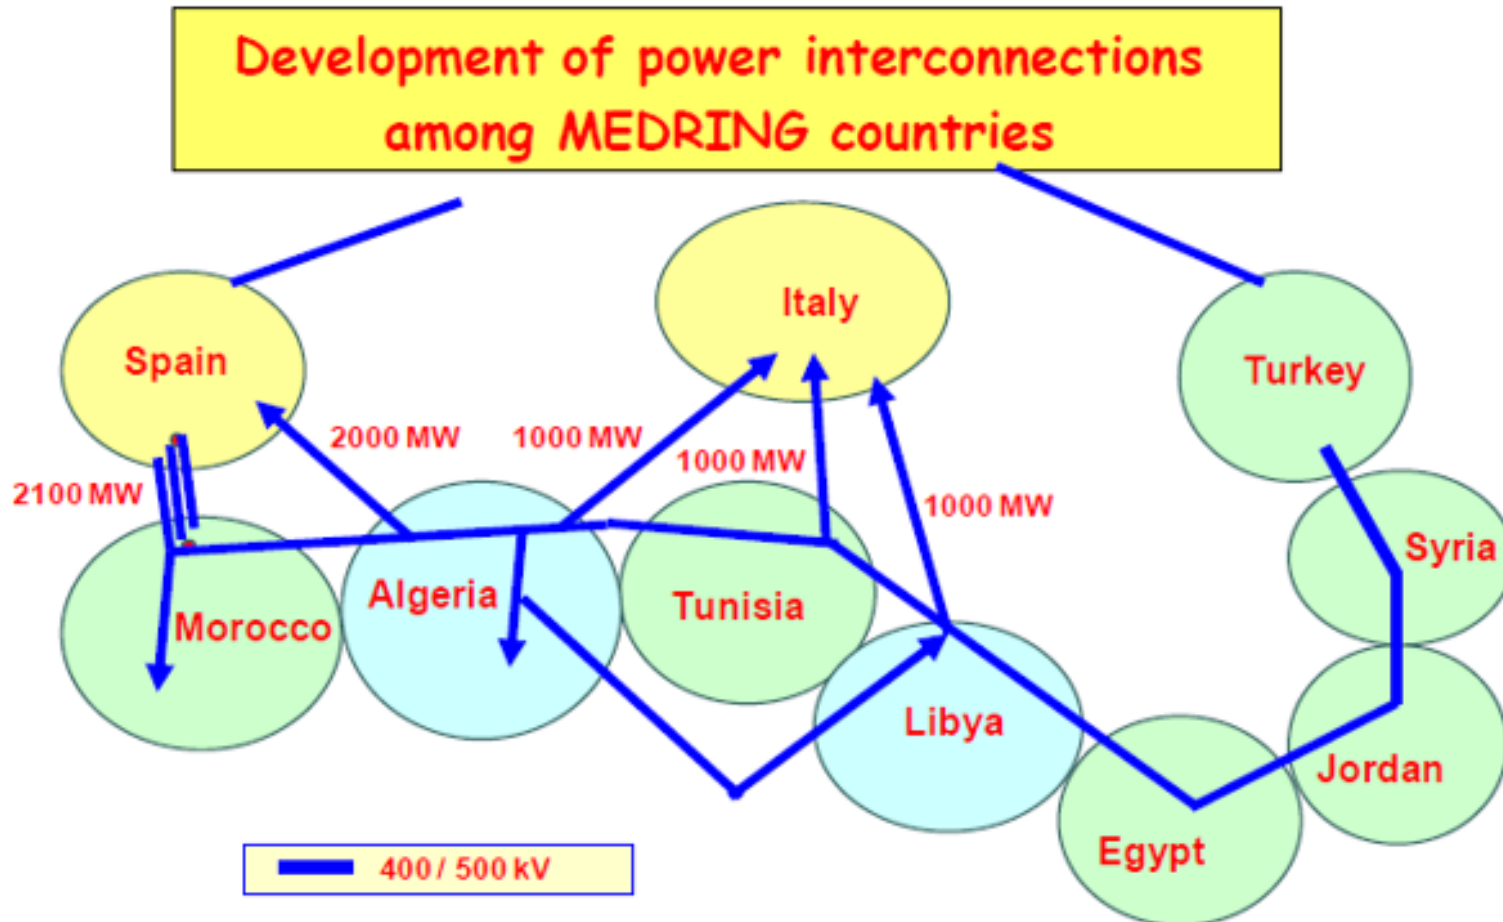 Development of power interconnections
among MEDRING countries
Italy
Spain
Turkey
2000 MW
1000 MW
1000 MW
2100 MW
1000 MW
Syria
Algeria
Tunisia
Morocco
Libya
Jordan
Egypt
400 / 500 kV